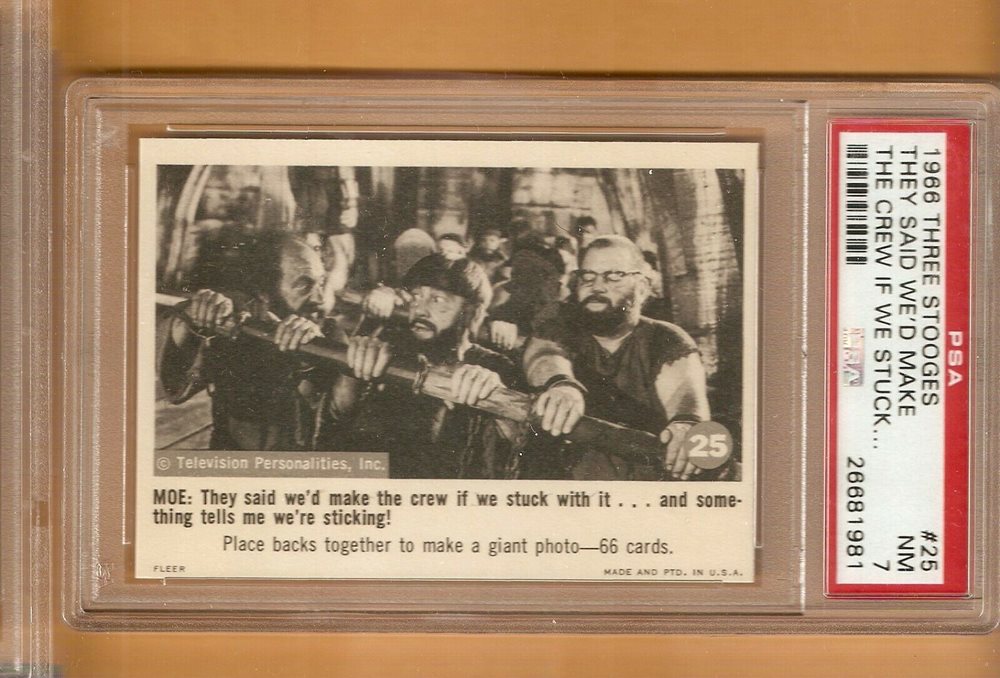 25
© Television Personalities, Inc.
MOE: They said we'd make the crew if we stuck with it . . . and some-
thing tells me we're sticking!
Place backs together to make a giant photo—66 cards.
FLEER
MADE AND PTD. IN U.S.A.
PSA
1966 THREE STOOGES #25
THEY SAID WE'D MAKE NM
THE CREW IF WE STUCK... 7
26681981
PSA